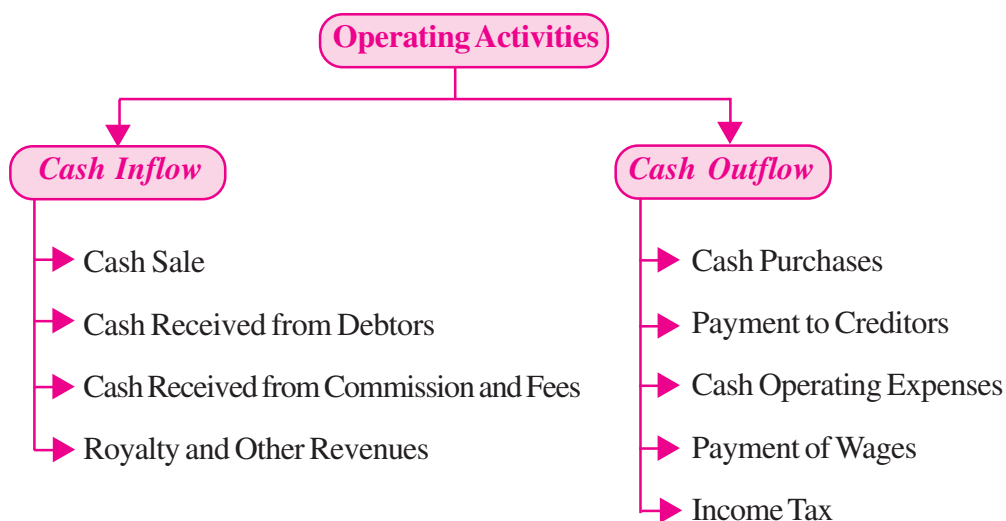 Operating Activities
Cash Inflow
Cash Sale
Cash Received from Debtors
Cash Received from Commission and Fees
Royalty and Other Revenues
Cash Outflow
Cash Purchases
Payment to Creditors
Cash Operating Expenses
Payment of Wages
Income Tax